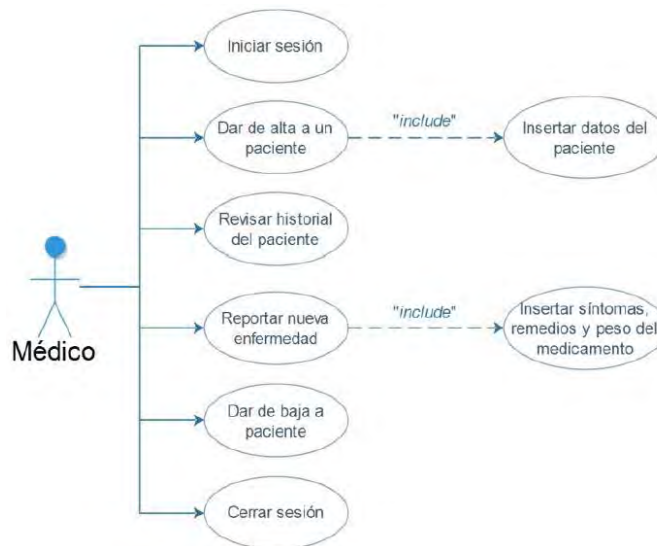 Iniciar sesión
Dar de alta a un
paciente
"include"
Insertar datos del
paciente
Revisar historial
del paciente
Médico
Reportar nueva
enfermedad
"include"
Insertar síntomas,
remedios y peso del
medicamento
Dar de baja a
paciente
Cerrar sesión